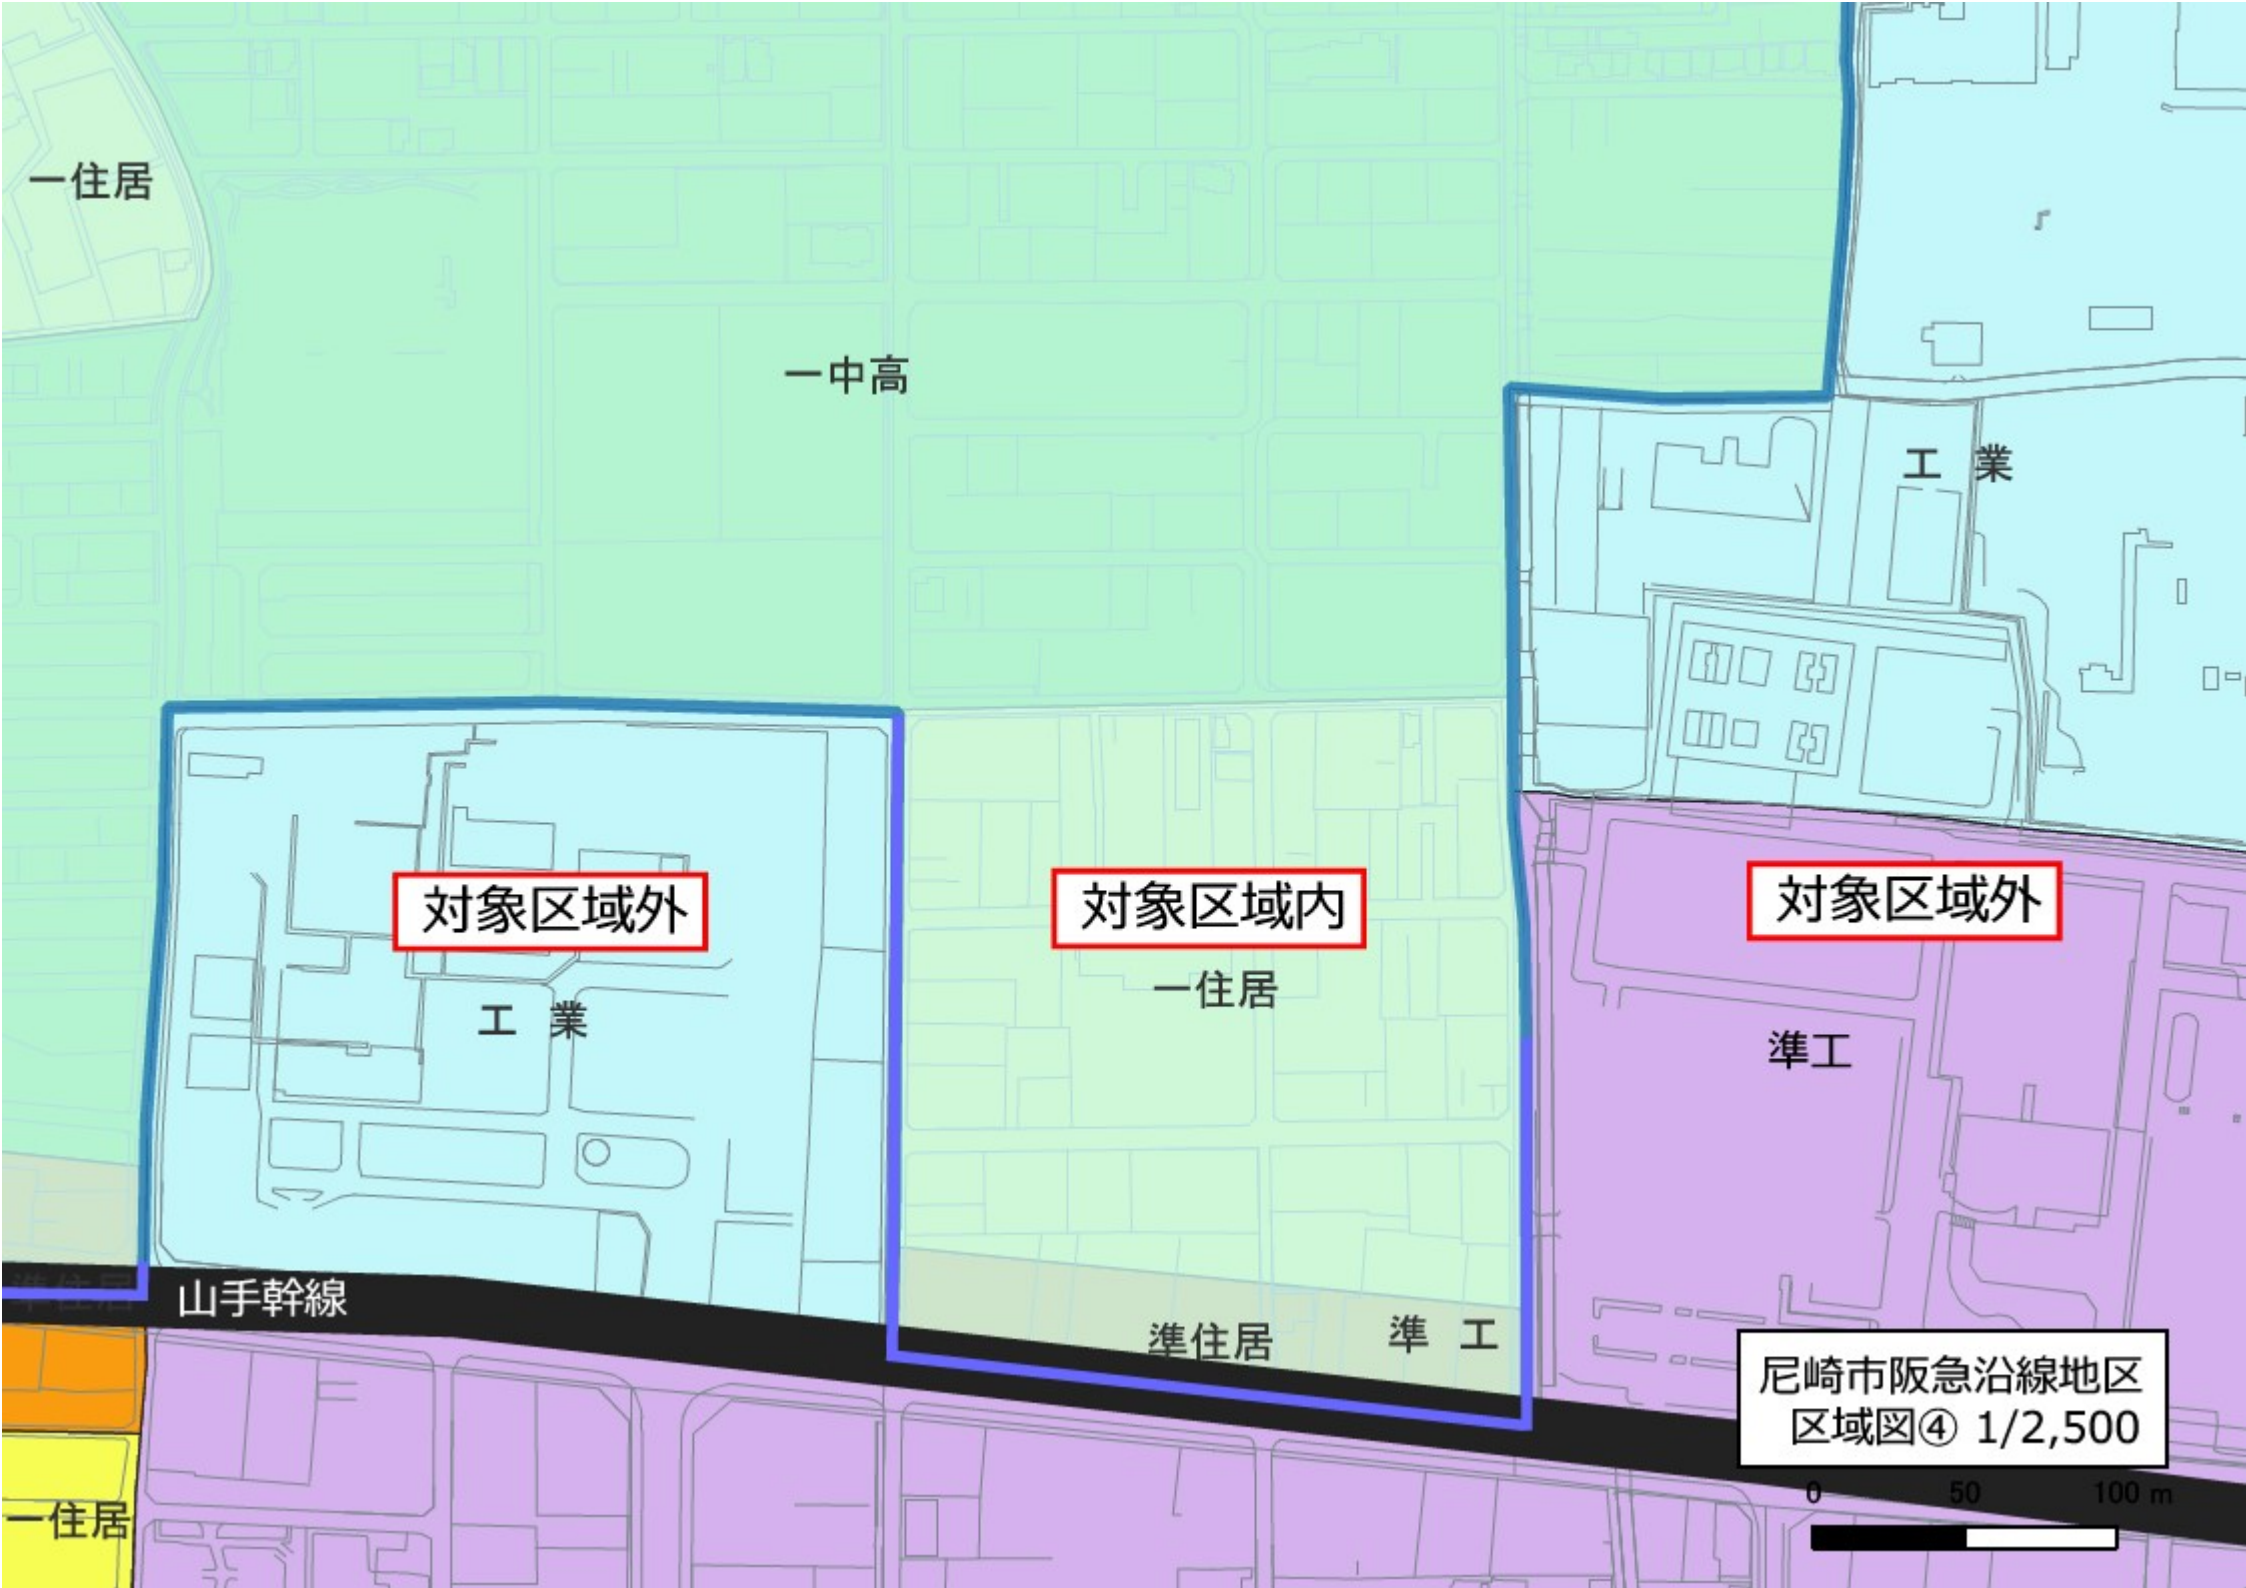 一住居
一中高
工業
対象区域外
対象区域内
対象区域外
一住居
工業
準工
準住居
山手幹線
準住居
準工
尼崎市阪急沿線地区
区域図④ 1/2,500
0 50 100 m
一住居